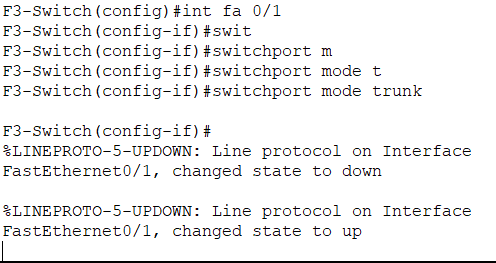 F3-Switch(config)#int fa 0/1
F3-Switch(config-if)#swit
F3-Switch(config-if)#switchport m
F3-Switch(config-if)#switchport mode t
F3-Switch(config-if)#switchport mode trunk
F3-Switch(config-if)#
%LINEPROTO-5-UPDOWN: Line protocol on Interface
FastEthernet0/1, changed state to down
%LINEPROTO-5-UPDOWN: Line protocol on Interface
FastEthernet0/1, changed state to up